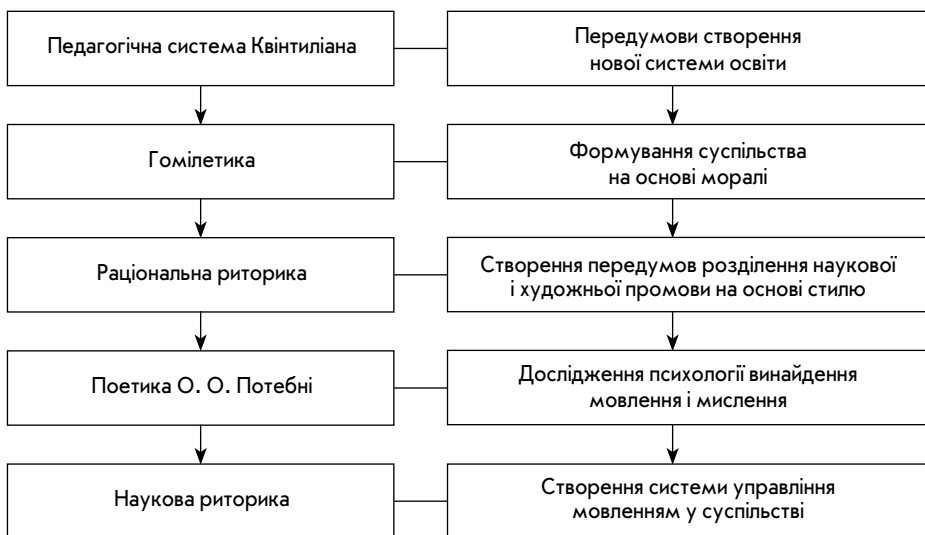 Педагогічна система Квінтиліана
Передумови створення
нової системи освіти
Гомілетика
Формування суспільства
на основі моралі
Раціональна риторика
Створення передумов розділення наукової
і художньої промови на основі стилю
Поетика О. О. Потебні
Дослідження психології винайдення
мовлення і мислення
Наукова риторика
Створення системи управління
мовленням у суспільстві